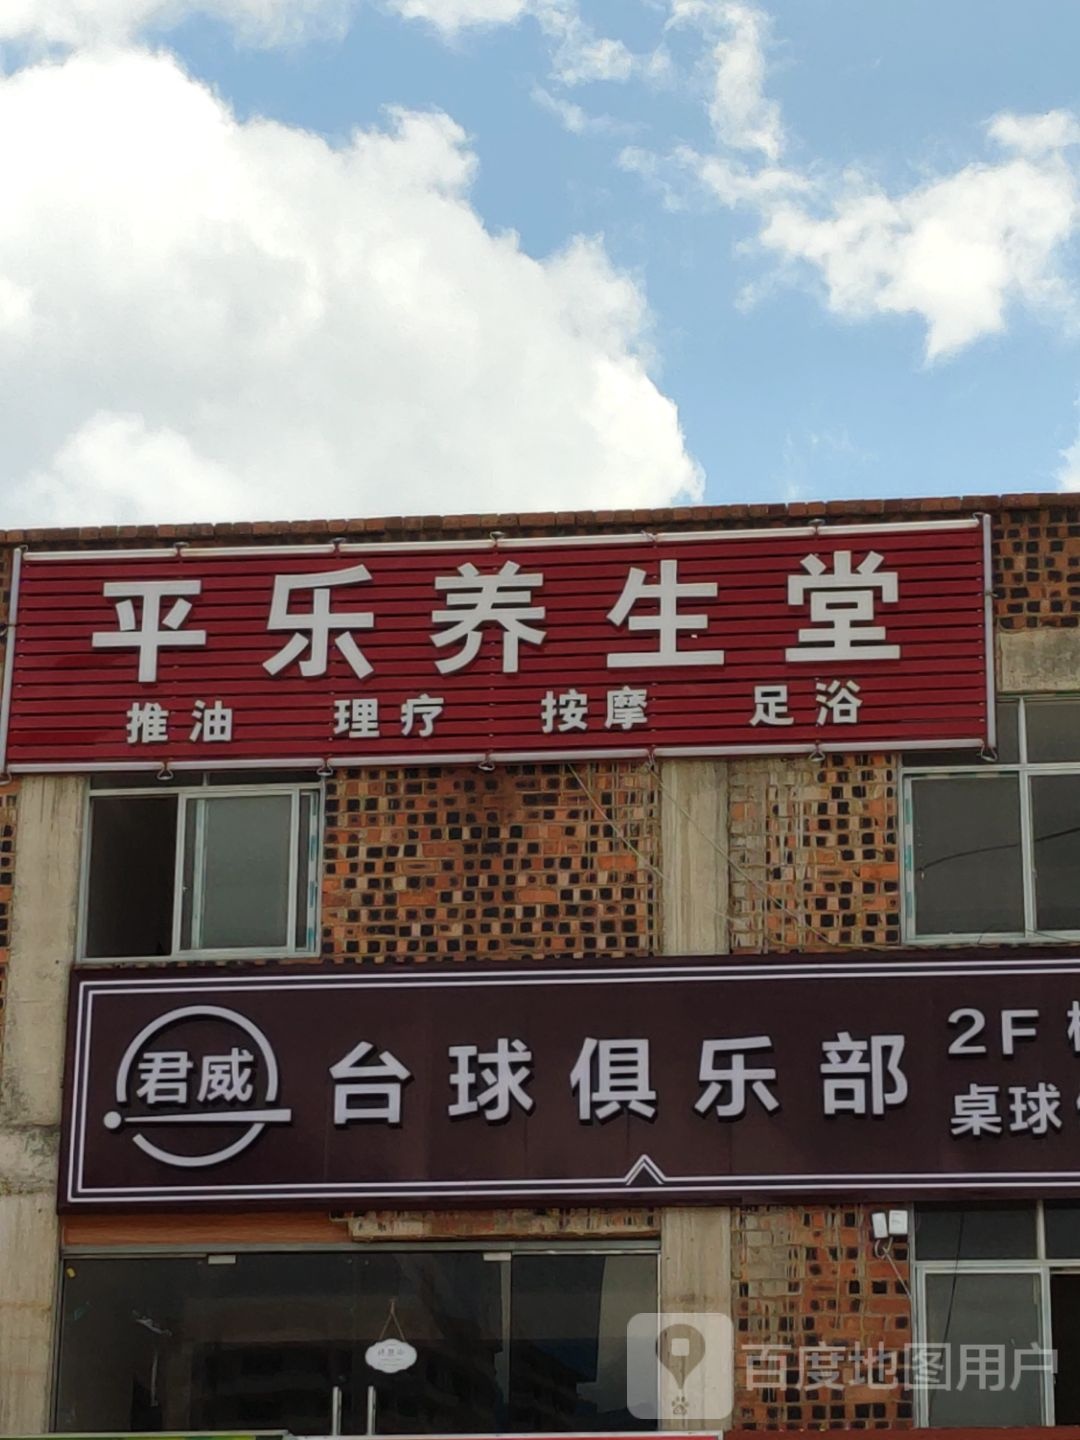 平乐养生堂
推油 理疗 按摩 足浴
君威 台球俱乐部
2F
桌球
百度地图用户